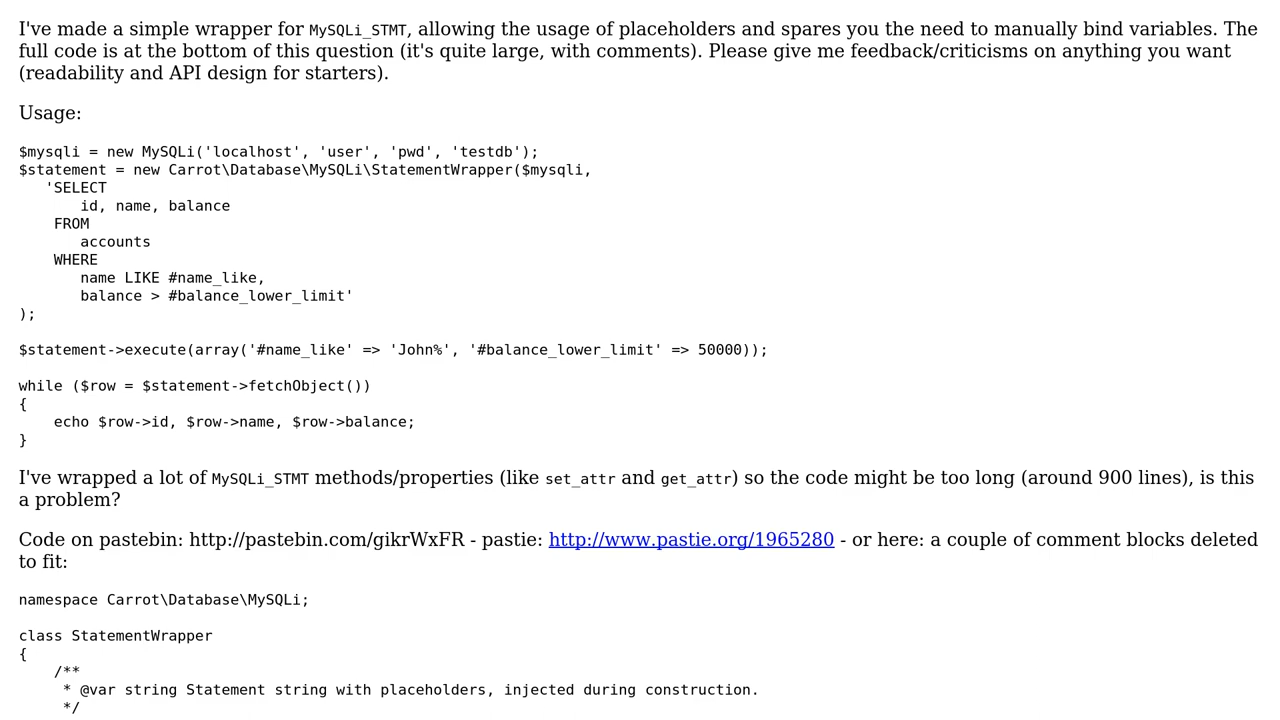 I've made a simple wrapper for MySQLi_STMT, allowing the usage of placeholders and spares you the need to manually bind variables. The
full code is at the bottom of this question (it's quite large, with comments). Please give me feedback/criticisms on anything you want
(readability and API design for starters).
Usage:
$mysqli = new MySQLi('localhost', 'user', 'pwd', 'testdb');
$statement = new Carrot\Database\MySQLi\StatementWrapper($mysqli,
   'SELECT
       id, name, balance
    FROM
       accounts
    WHERE
       name LIKE #name_like,
       balance > #balance_lower_limit'
);
$statement->execute(array('#name_like' => 'John%', '#balance_lower_limit' => 50000));
while ($row = $statement->fetchObject())
{
    echo $row->id, $row->name, $row->balance;
}
I've wrapped a lot of MySQLi_STMT methods/properties (like set_attr and get_attr) so the code might be too long (around 900 lines), is this
a problem?
Code on pastebin: http://pastebin.com/gikrWxFR - pastie: http://www.pastie.org/1965280 - or here: a couple of comment blocks deleted
to fit:
namespace Carrot\Database\MySQLi;
class StatementWrapper
{
    /**
     * @var string Statement string with placeholders, injected during construction.
     */